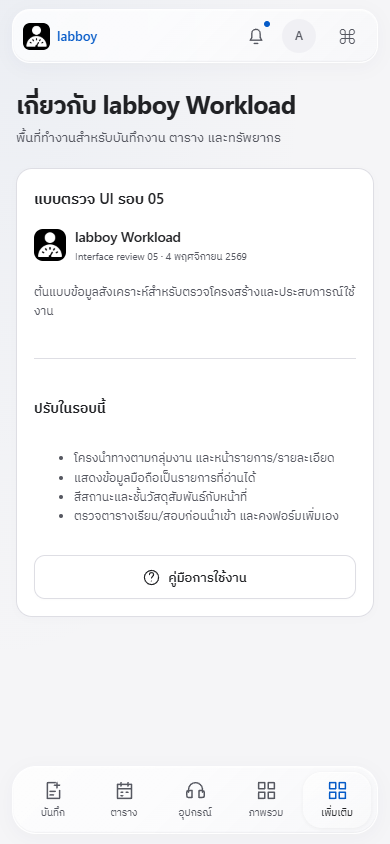 labboy
A
เกี่ยวกับ labboy Workload
พื้นที่ทำงานสำหรับบันทึกงาน ตาราง และทรัพยากร
แบบตรวจ UI รอบ 05
labboy Workload
Interface review 05 · 4 พฤศจิกายน 2569
ต้นแบบข้อมูลสังเคราะห์สำหรับตรวจโครงสร้างและประสบการณ์ใช้
งาน
ปรับในรอบนี้
โครงนำทางตามกลุ่มงาน และหน้ารายการ/รายละเอียด
แสดงข้อมูลมือถือเป็นรายการที่อ่านได้
สีสถานะและชั้นวัสดุสัมพันธ์กับหน้าที่
ตรวจตารางเรียน/สอบก่อนนำเข้า และคงฟอร์มเพิ่มเอง
คู่มือการใช้งาน
บันทึก
ตาราง
อุปกรณ์
ภาพรวม
เพิ่มเติม